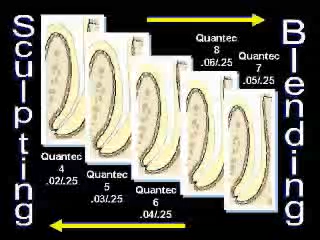 Sculpting
Quantec
8
.06/.25
Quantec
7
.05/.25
Blending
Quantec
4
.02/.25
Quantec
5
.03/.25
Quantec
6
.04/.25